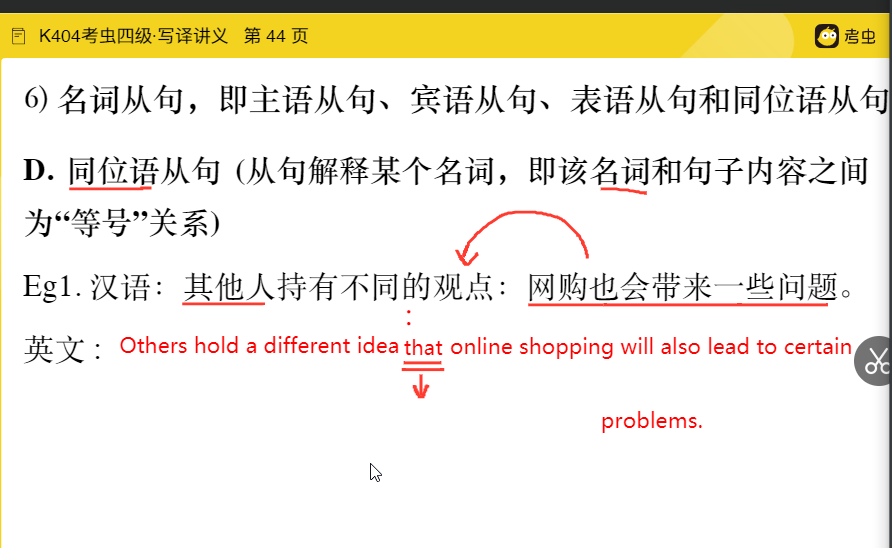 K404考虫四级·写译讲义 第 44 页
考虫
6) 名词从句，即主语从句、宾语从句、表语从句和同位语从句
D. 同位语从句 (从句解释某个名词，即该名词和句子内容之间
为“等号”关系)
Eg1. 汉语：其他人持有不同的观点：网购也会带来一些问题。
英文： Others hold a different idea that online shopping will also lead to certain
problems.